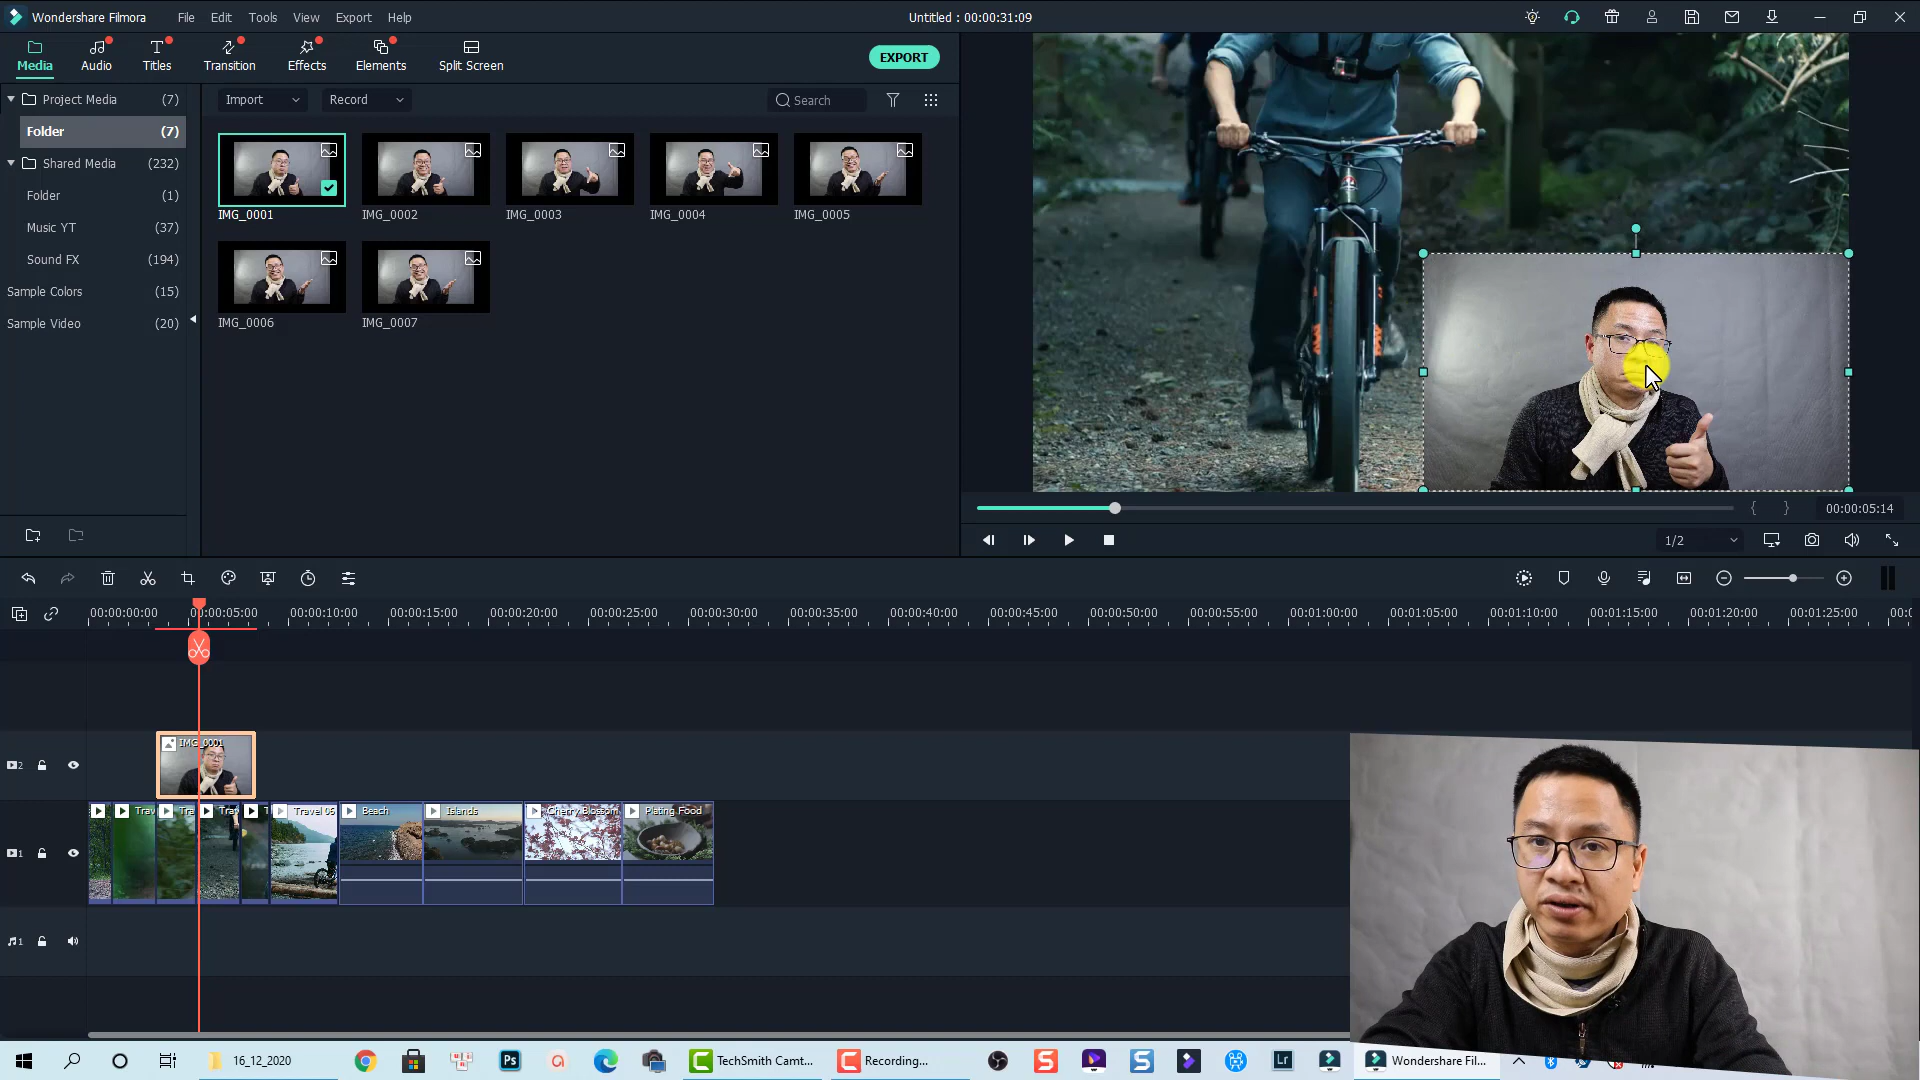 Wondershare Filmora File Edit Tools View Export Help Untitled : 00:00:31:09
Media Audio Titles Transition Effects Elements Split Screen EXPORT
Project Media (7) Import Record Search
Folder (7)
Shared Media (232)
Folder (1)
Music YT (37)
Sound FX (194)
Sample Colors (15)
Sample Video (20)
IMG_0001 IMG_0002 IMG_0003 IMG_0004 IMG_0005
IMG_0006 IMG_0007
{ } 00:00:05:14
1/2
00:00:00:00 00:00:05:00 00:00:10:00 00:00:15:00 00:00:20:00 00:00:25:00 00:00:30:00 00:00:35:00 00:00:40:00 00:00:45:00 00:00:50:00 00:00:55:00 00:01:00:00 00:01:05:00 00:01:10:00 00:01:15:00 00:01:20:00 00:01:25:00
IMG_0001
2
Travel 06 Beach Islands Cherry Blossom Plating Food
1
1
16_12_2020 Ps TechSmith Camt... Recording... Lr Wondershare Fil...